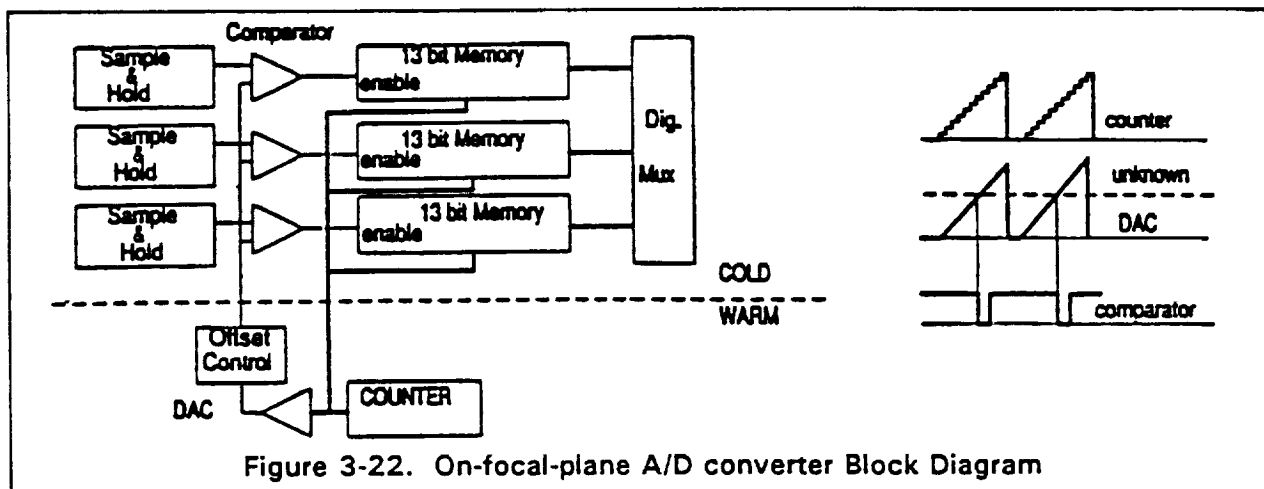 Comparator
Sample
&
Hold
13 bit Memory
enable
Sample
&
Hold
13 bit Memory
enable
Sample
&
Hold
13 bit Memory
enable
Dig.
Mux
COLD
WARM
Offset
Control
DAC
COUNTER
counter
unknown
DAC
comparator
Figure 3-22. On-focal-plane A/D converter Block Diagram